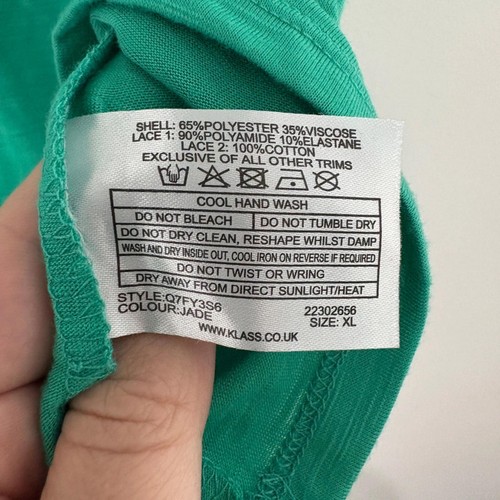 SHELL: 65%POLYESTER 35%VISCOSE
LACE 1: 90%POLYAMIDE 10%ELASTANE
LACE 2: 100%COTTON
EXCLUSIVE OF ALL OTHER TRIMS
COOL HAND WASH
DO NOT BLEACH DO NOT TUMBLE DRY
DO NOT DRY CLEAN, RESHAPE WHILST DAMP
WASH AND DRY INSIDE OUT, COOL IRON ON REVERSE IF REQUIRED
DO NOT TWIST OR WRING
DRY AWAY FROM DIRECT SUNLIGHT/HEAT
STYLE:Q7FY3S6 22302656
COLOUR:JADE SIZE: XL
WWW.KLASS.CO.UK